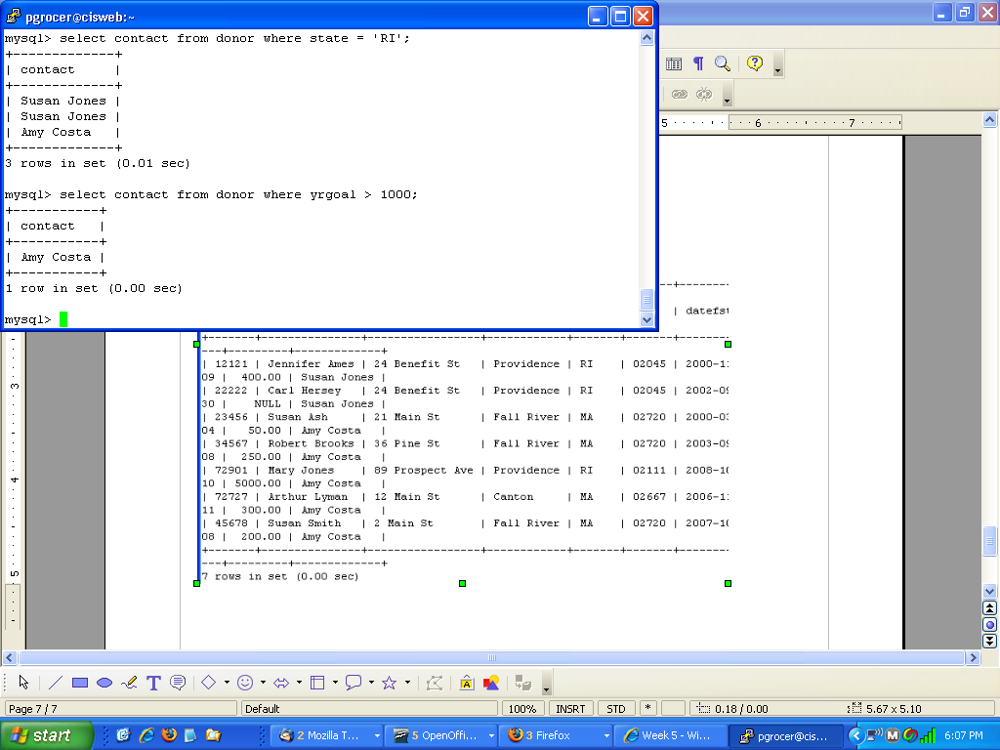 pgrocer@cisweb:~
mysql> select contact from donor where state = 'RI';
+-------------+
| contact     |
+-------------+
| Susan Jones |
| Susan Jones |
| Amy Costa   |
+-------------+
3 rows in set (0.01 sec)
mysql> select contact from donor where yrgoal > 1000;
+-----------+
| contact   |
+-----------+
| Amy Costa |
+-----------+
1 row in set (0.00 sec)
mysql>
5 6 7
| datefst
| 12121 | Jennifer Ames | 24 Benefit St   | Providence | RI    | 02045 | 2000-11
09 |   400.00 | Susan Jones |
| 22222 | Carl Hersey   | 24 Benefit St   | Providence | RI    | 02045 | 2002-09
30 |     NULL | Susan Jones |
| 23456 | Susan Ash     | 21 Main St      | Fall River | MA    | 02720 | 2000-03
04 |    50.00 | Amy Costa   |
| 34567 | Robert Brooks | 36 Pine St      | Fall River | MA    | 02720 | 2003-09
08 |   250.00 | Amy Costa   |
| 72901 | Mary Jones    | 89 Prospect Ave | Providence | RI    | 02111 | 2008-10
10 |  5000.00 | Amy Costa   |
| 72727 | Arthur Lyman  | 12 Main St      | Canton     | MA    | 02667 | 2006-11
11 |   300.00 | Amy Costa   |
| 45678 | Susan Smith   | 2 Main St       | Fall River | MA    | 02720 | 2007-10
08 |   200.00 | Amy Costa   |
7 rows in set (0.00 sec)
3
4
5
Page 7 / 7 Default 100% INSRT STD * 0.18 / 0.00 5.67 x 5.10
start 2 Mozilla T... 5 OpenOffi... 3 Firefox Week 5 - Wi... pgrocer@cis... 6:07 PM